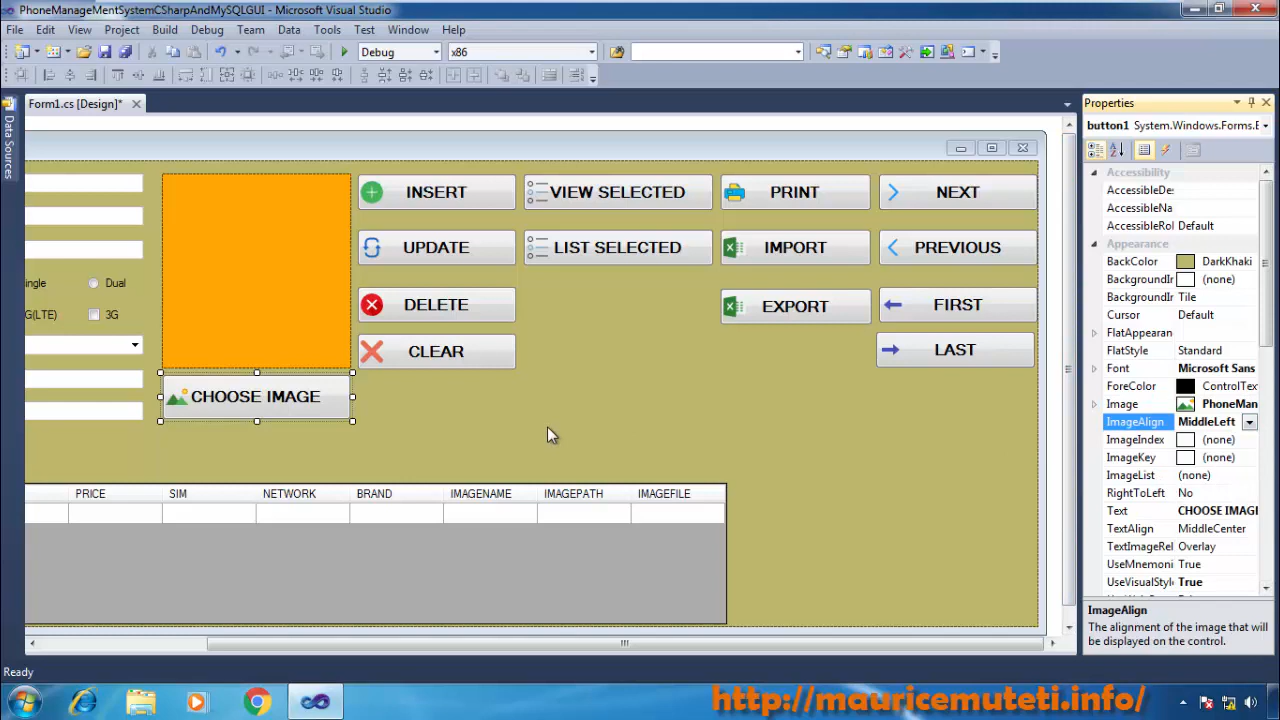 PhoneManageMentSystemCSharpAndMySQLGUI - Microsoft Visual Studio
File Edit View Project Build Debug Team Data Tools Test Window Help
Debug x86
Form1.cs [Design]*
Data Sources
Properties
button1 System.Windows.Forms.E
INSERT VIEW SELECTED PRINT NEXT
UPDATE LIST SELECTED IMPORT PREVIOUS
DELETE EXPORT FIRST
CLEAR LAST
CHOOSE IMAGE
ingle Dual
G(LTE) 3G
PRICE SIM NETWORK BRAND IMAGENAME IMAGEPATH IMAGEFILE
Accessibility
AccessibleDes
AccessibleNa
AccessibleRol Default
Appearance
BackColor DarkKhaki
BackgroundIr (none)
BackgroundIr Tile
Cursor Default
FlatAppearan
FlatStyle Standard
Font Microsoft Sans
ForeColor ControlTex
Image PhoneMan
ImageAlign MiddleLeft
ImageIndex (none)
ImageKey (none)
ImageList (none)
RightToLeft No
Text CHOOSE IMAGE
TextAlign MiddleCenter
TextImageRel Overlay
UseMnemoni True
UseVisualStyle True
ImageAlign
The alignment of the image that will
be displayed on the control.
Ready
http://mauricemuteti.info/